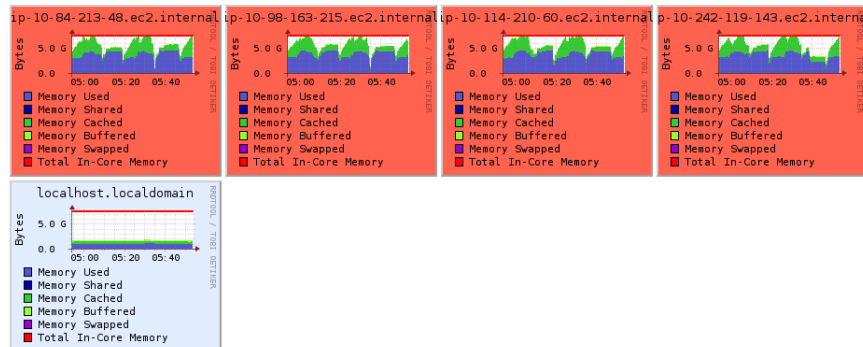 ip-10-84-213-48.ec2.internal
Bytes
5.0 G
0.0
05:00 05:20 05:40
Memory Used
Memory Shared
Memory Cached
Memory Buffered
Memory Swapped
Total In-Core Memory
RRDTOOL / TOBI OETIKER
ip-10-98-163-215.ec2.interna
Bytes
5.0 G
0.0
05:00 05:20 05:40
Memory Used
Memory Shared
Memory Cached
Memory Buffered
Memory Swapped
Total In-Core Memory
RRDTOOL / TOBI OETIKER
ip-10-114-210-60.ec2.interna
Bytes
5.0 G
0.0
05:00 05:20 05:40
Memory Used
Memory Shared
Memory Cached
Memory Buffered
Memory Swapped
Total In-Core Memory
RRDTOOL / TOBI OETIKER
ip-10-242-119-143.ec2.interna
Bytes
5.0 G
0.0
05:00 05:20 05:40
Memory Used
Memory Shared
Memory Cached
Memory Buffered
Memory Swapped
Total In-Core Memory
RRDTOOL / TOBI OETIKER
localhost.localdomain
Bytes
5.0 G
0.0
05:00 05:20 05:40
Memory Used
Memory Shared
Memory Cached
Memory Buffered
Memory Swapped
Total In-Core Memory
RRDTOOL / TOBI OETIKER